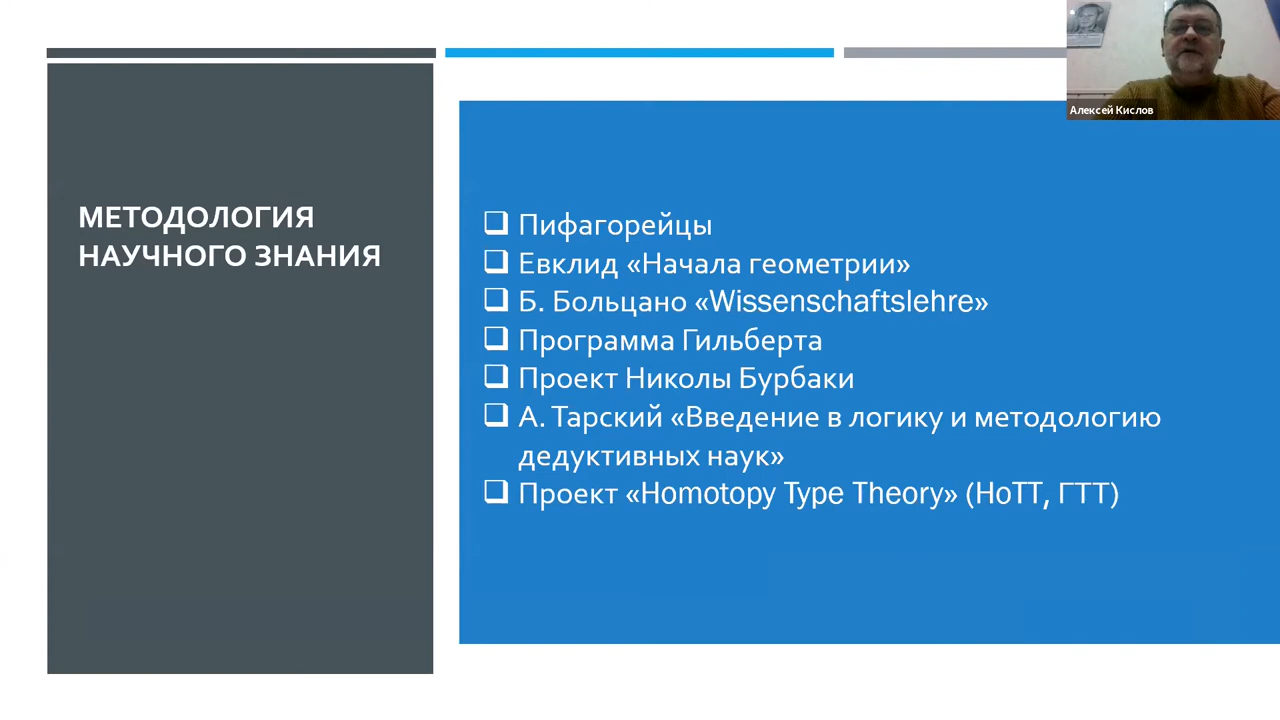 Алексей Кислов
МЕТОДОЛОГИЯ
НАУЧНОГО ЗНАНИЯ
Пифагорейцы
Евклид «Начала геометрии»
Б. Больцано «Wissenschaftslehre»
Программа Гильберта
Проект Николы Бурбаки
А. Тарский «Введение в логику и методологию
дедуктивных наук»
Проект «Homotopy Type Theory» (HoTT, ГТТ)